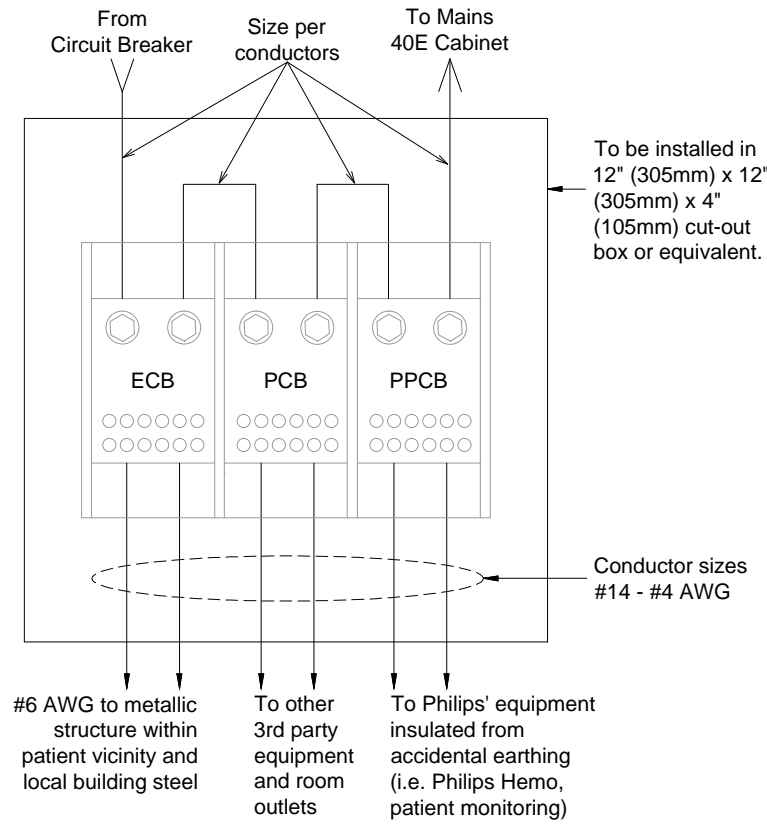 From
Circuit Breaker
Size per
conductors
To Mains
40E Cabinet
To be installed in
12" (305mm) x 12"
(305mm) x 4"
(105mm) cut-out
box or equivalent.
ECB
PCB
PPCB
Conductor sizes
#14 - #4 AWG
#6 AWG to metallic
structure within
patient vicinity and
local building steel
To other
3rd party
equipment
and room
outlets
To Philips' equipment
insulated from
accidental earthing
(i.e. Philips Hemo,
patient monitoring)